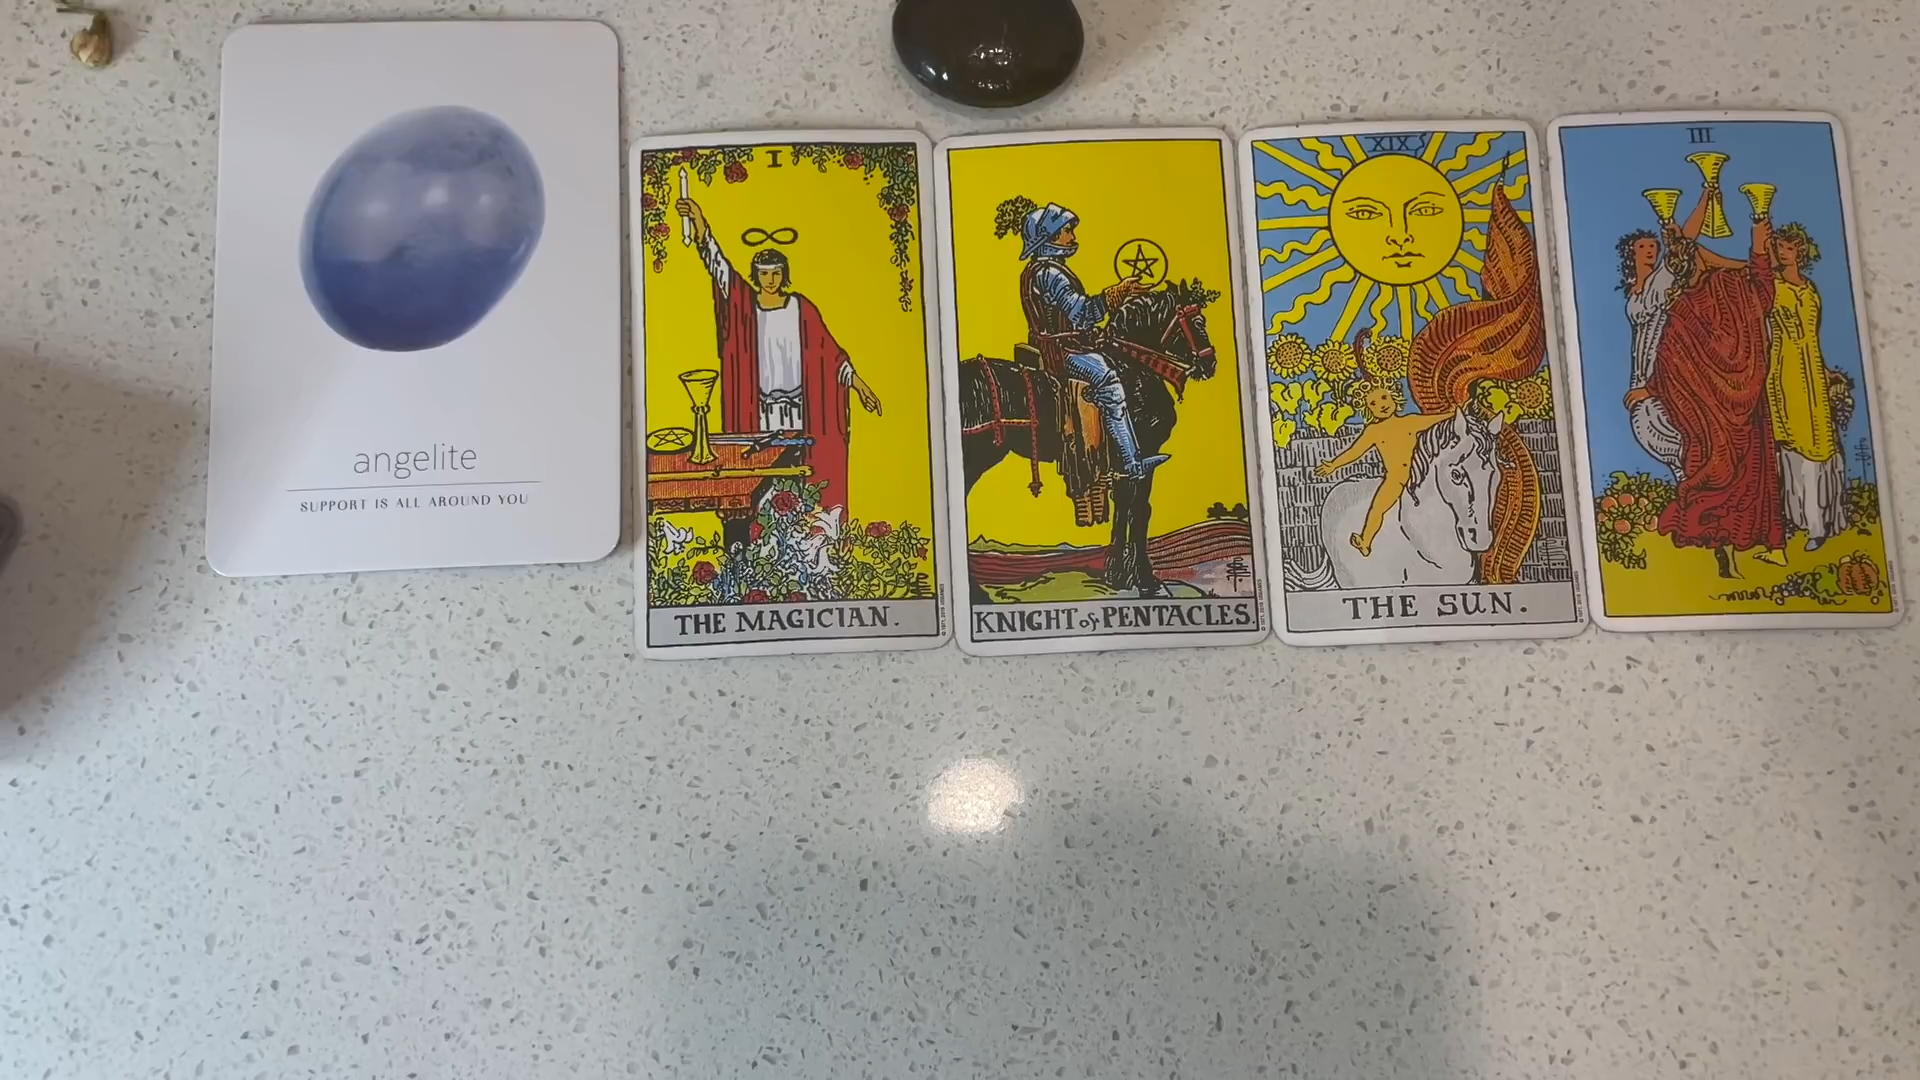 angelite
SUPPORT IS ALL AROUND YOU
I
THE MAGICIAN.
KNIGHT of PENTACLES.
XIX
THE SUN.
III